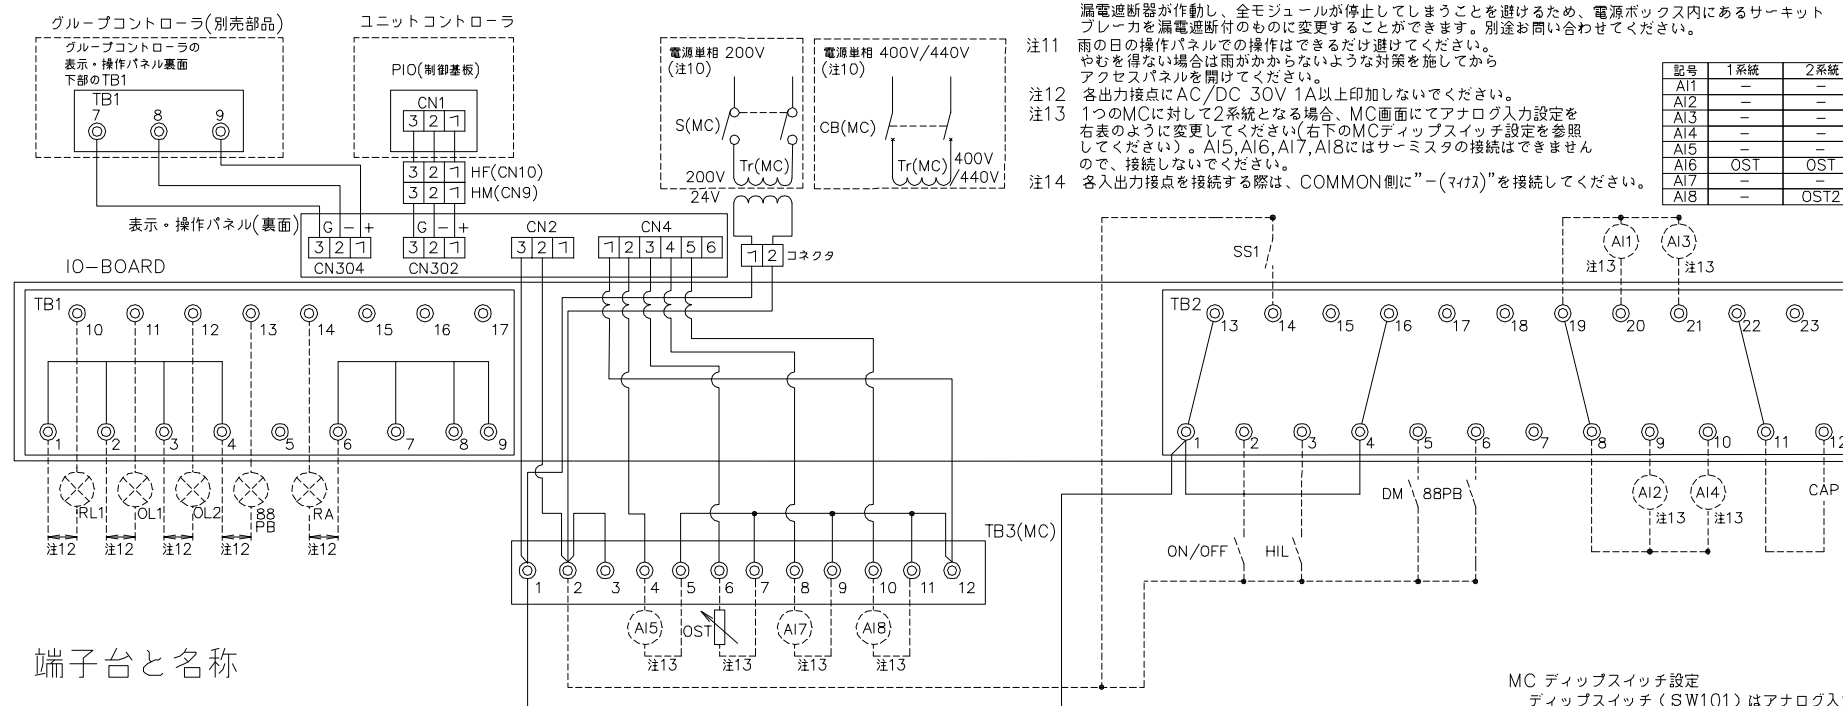 グループコントローラ(別売部品)
グループコントローラの
表示・操作パネル裏面
下部のTB1
TB1
7 8 9
ユニットコントローラ
PIO(制御基板)
CN1
3 2 1
3 2 1 HF(CN10)
3 2 1 HM(CN9)
電源単相 200V
(注10)
S(MC)
Tr(MC)
200V
24V
電源単相 400V/440V
(注10)
CB(MC)
Tr(MC)
400V
/440V
漏電遮断器が作動し、全モジュールが停止してしまうことを避けるため、電源ボックス内にあるサーキット
ブレーカを漏電遮断付のものに変更することができます。別途お問い合わせてください。
注11 雨の日の操作パネルでの操作はできるだけ避けてください。
やむを得ない場合は雨がかからないような対策を施してから
アクセスパネルを開けてください。
注12 各出力接点にAC/DC 30V 1A以上印加しないでください。
注13 1つのMCに対して2系統となる場合、MC画面にてアナログ入力設定を
右表のように変更してください(右下のMCディップスイッチ設定を参照
してください)。AI5,AI6,AI7,AI8にはサーミスタの接続はできません
ので、接続しないでください。
注14 各入出力接点を接続する際は、COMMON側に"－(マイナス)"を接続してください。
記号 1系統 2系統
AI1 － －
AI2 － －
AI3 － －
AI4 － －
AI5 － －
AI6 OST OST
AI7 － －
AI8 － OST2
表示・操作パネル(裏面)
G － +
3 2 1
CN304
G － +
3 2 1
CN302
CN2
3 2 1
CN4
1 2 3 4 5 6
1 2 コネクタ
IO－BOARD
TB1
10 11 12 13 14 15 16 17
1 2 3 4 5 6 7 8 9
RL1 OL1 OL2 88 PB RA
注12 注12 注12 注12 注12
TB3(MC)
1 2 3 4 5 6 7 8 9 10 11 12
AI5 OST AI7 AI8
注13 注13 注13 注13
SS1
AI1 AI3
注13 注13
TB2
13 14 15 16 17 18 19 20 21 22 23
1 2 3 4 5 6 7 8 9 10 11 12
DM 88PB
AI2 AI4
注13 注13
CAP
ON/OFF HIL
端子台と名称
MC ディップスイッチ設定
ディップスイッチ(SW101)はアナログ入